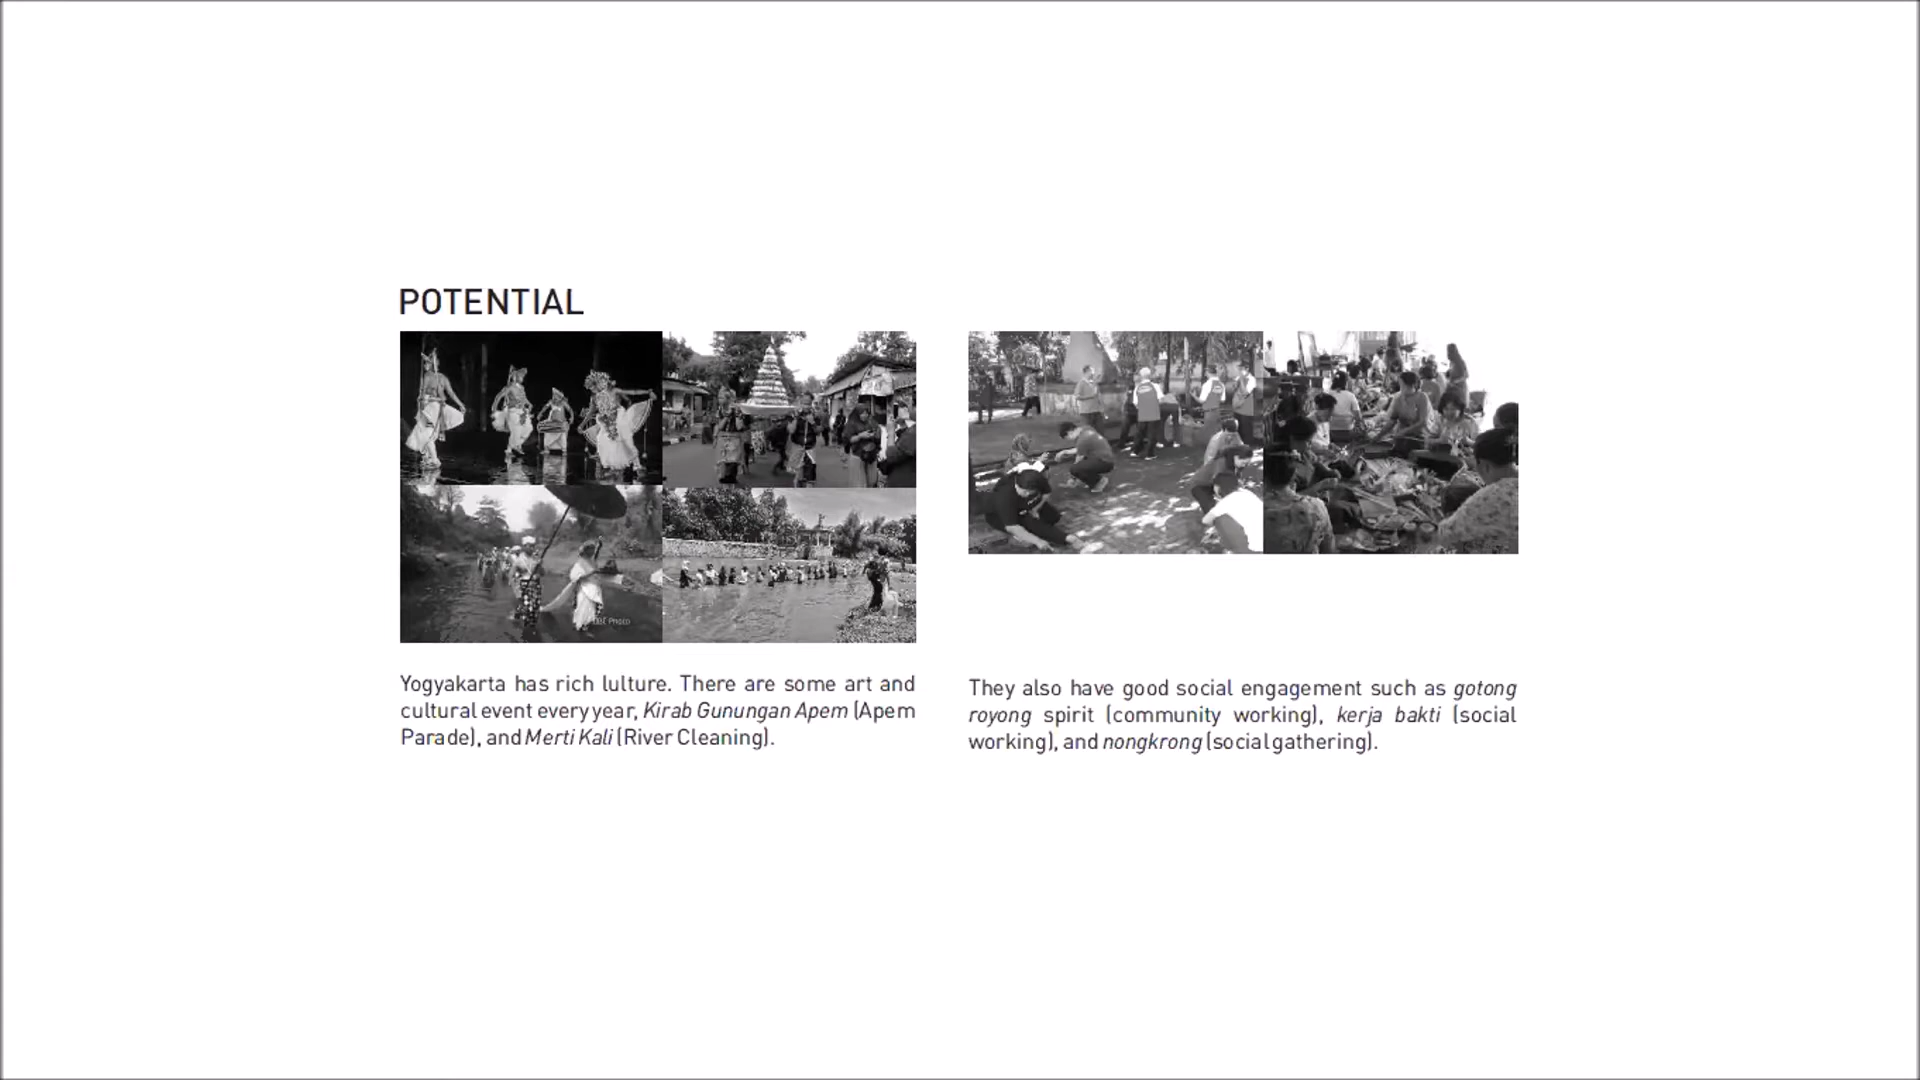 POTENTIAL
Yogyakarta has rich lulture. There are some art and
cultural event every year, Kirab Gunungan Apem (Apem
Parade), and Merti Kali (River Cleaning).
They also have good social engagement such as gotong
royong spirit (community working), kerja bakti (social
working), and nongkrong (social gathering).